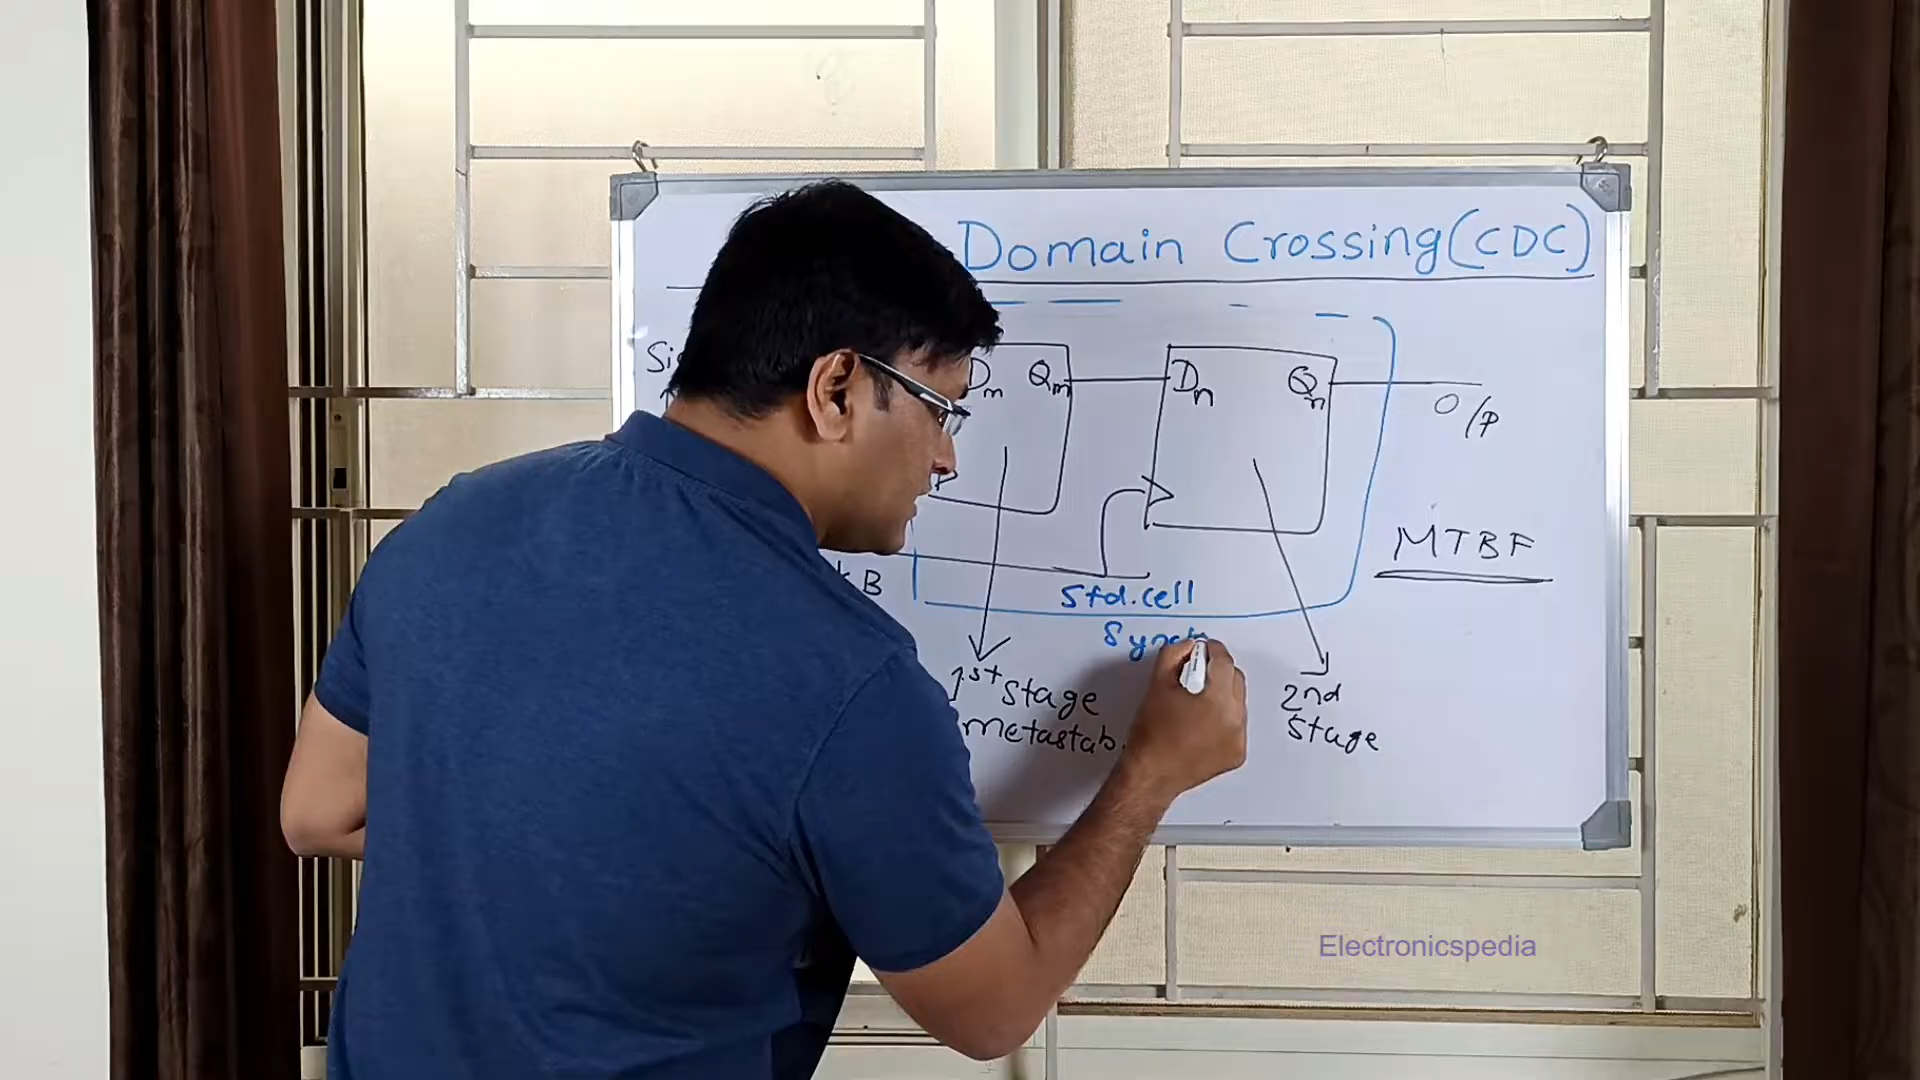 Domain Crossing (CDC)
Dm Qm Dn Qn
O/P
MTBF
B
Std.cell
1st stage
metastab.
2nd
stage
Electronicspedia